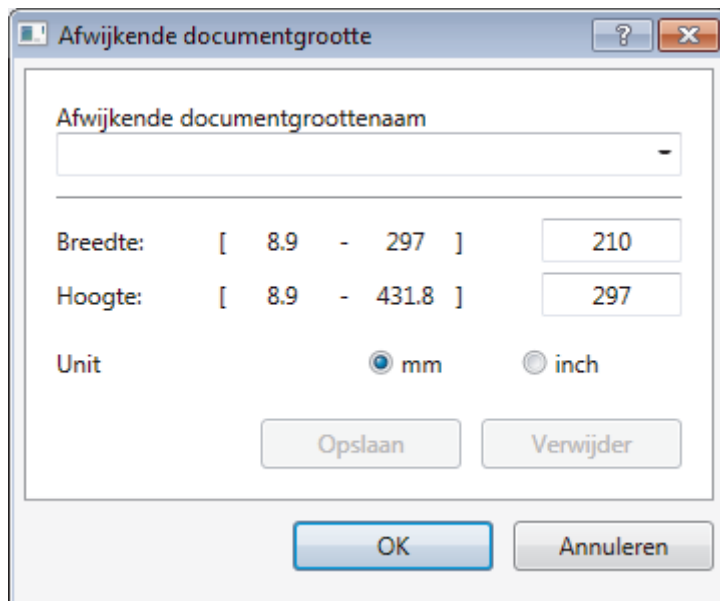 Afwijkende documentgrootte
Afwijkende documentgroottenaam
Breedte: [ 8.9 - 297 ] 210
Hoogte: [ 8.9 - 431.8 ] 297
Unit mm inch
Opslaan Verwijder
OK Annuleren